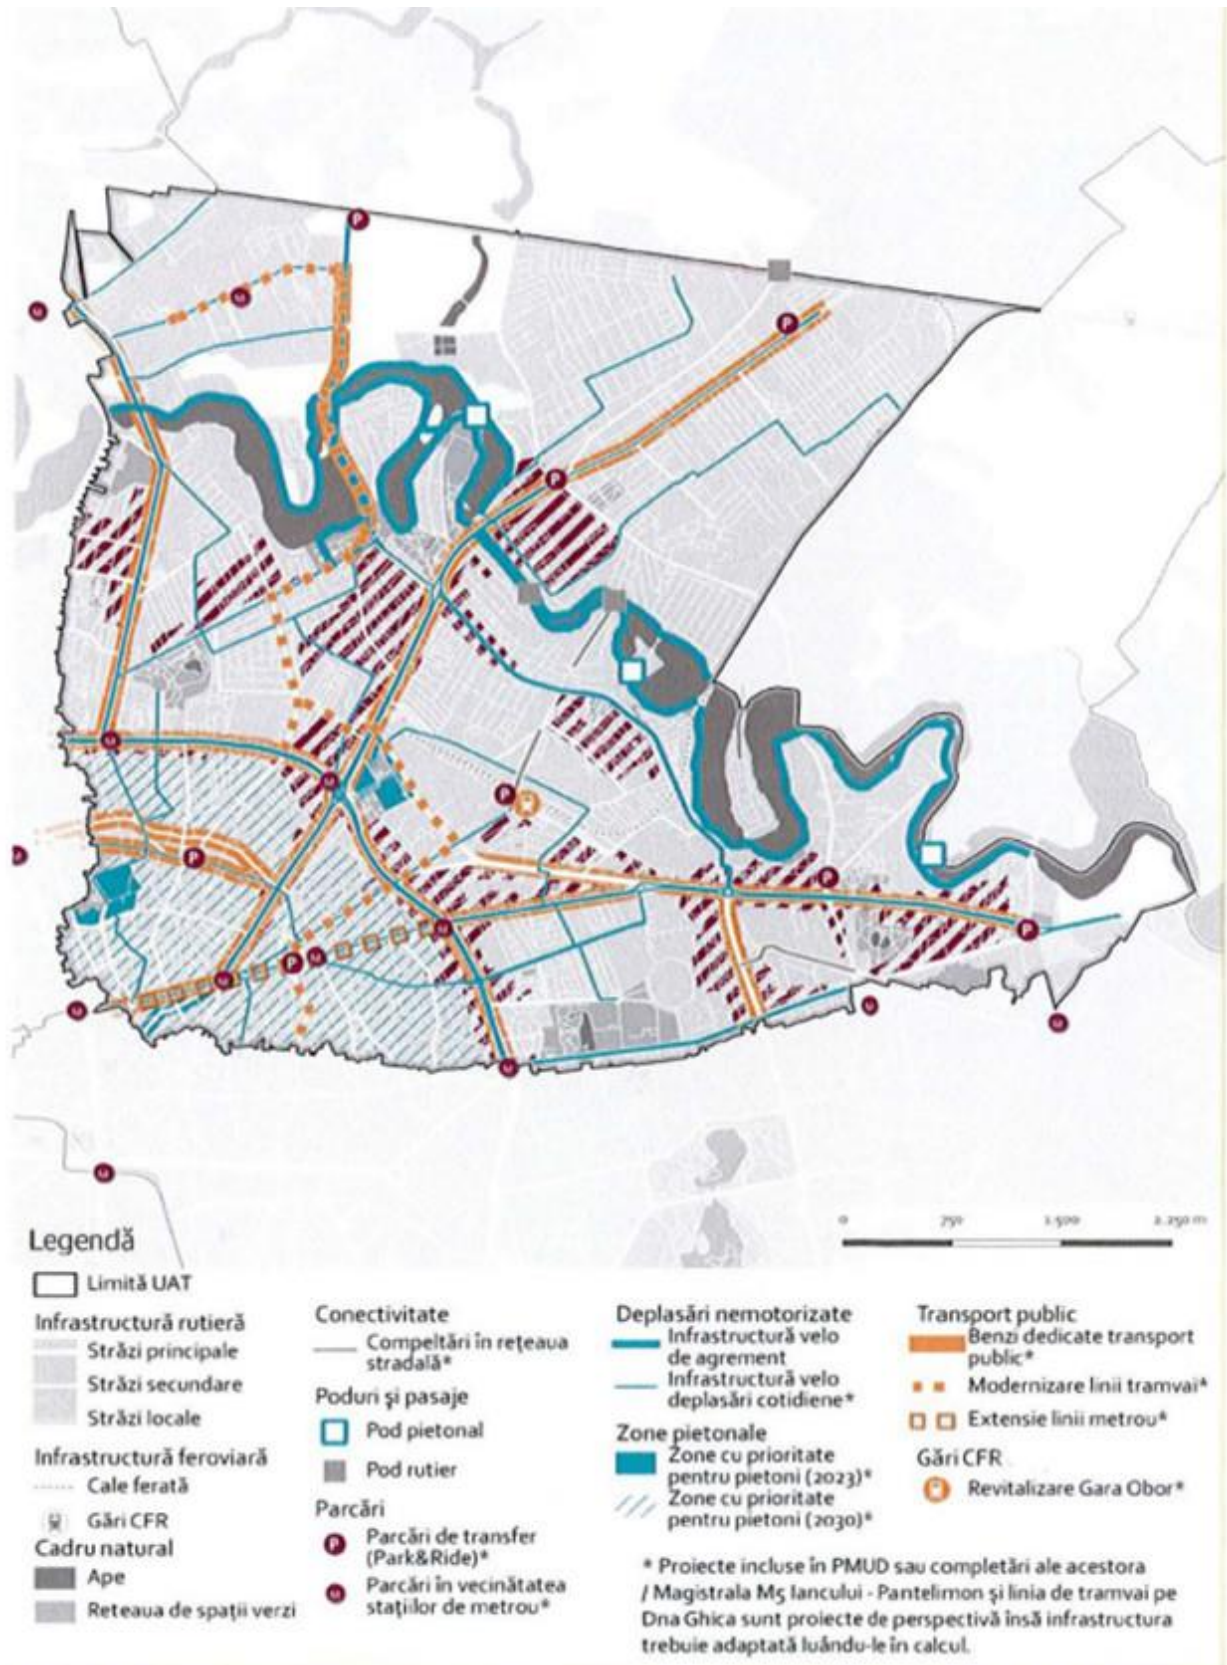 0 750 1.500 2.250 m
Legendă
Limită UAT
Infrastructură rutieră
Străzi principale
Străzi secundare
Străzi locale
Infrastructură feroviară
Cale ferată
Gări CFR
Cadru natural
Ape
Reteaua de spații verzi
Conectivitate
Compeltări în rețeaua
stradală*
Poduri și pasaje
Pod pietonal
Pod rutier
Parcări
P Parcări de transfer
(Park&Ride)*
Parcări în vecinătatea
stațiilor de metrou*
Deplasări nemotorizate
Infrastructură velo
de agrement
Infrastructură velo
deplasări cotidiene*
Zone pietonale
Zone cu prioritate
pentru pietoni (2023)*
Zone cu prioritate
pentru pietoni (2030)*
Transport public
Benzi dedicate transport
public*
Modernizare linii tramvai*
Extensie linii metrou*
Gări CFR
Revitalizare Gara Obor*
* Proiecte incluse în PMUD sau completări ale acestora
/ Magistrala M5 Iancului - Pantelimon și linia de tramvai pe
Dna Ghica sunt proiecte de perspectivă însă infrastructura
trebuie adaptată luându-le în calcul.